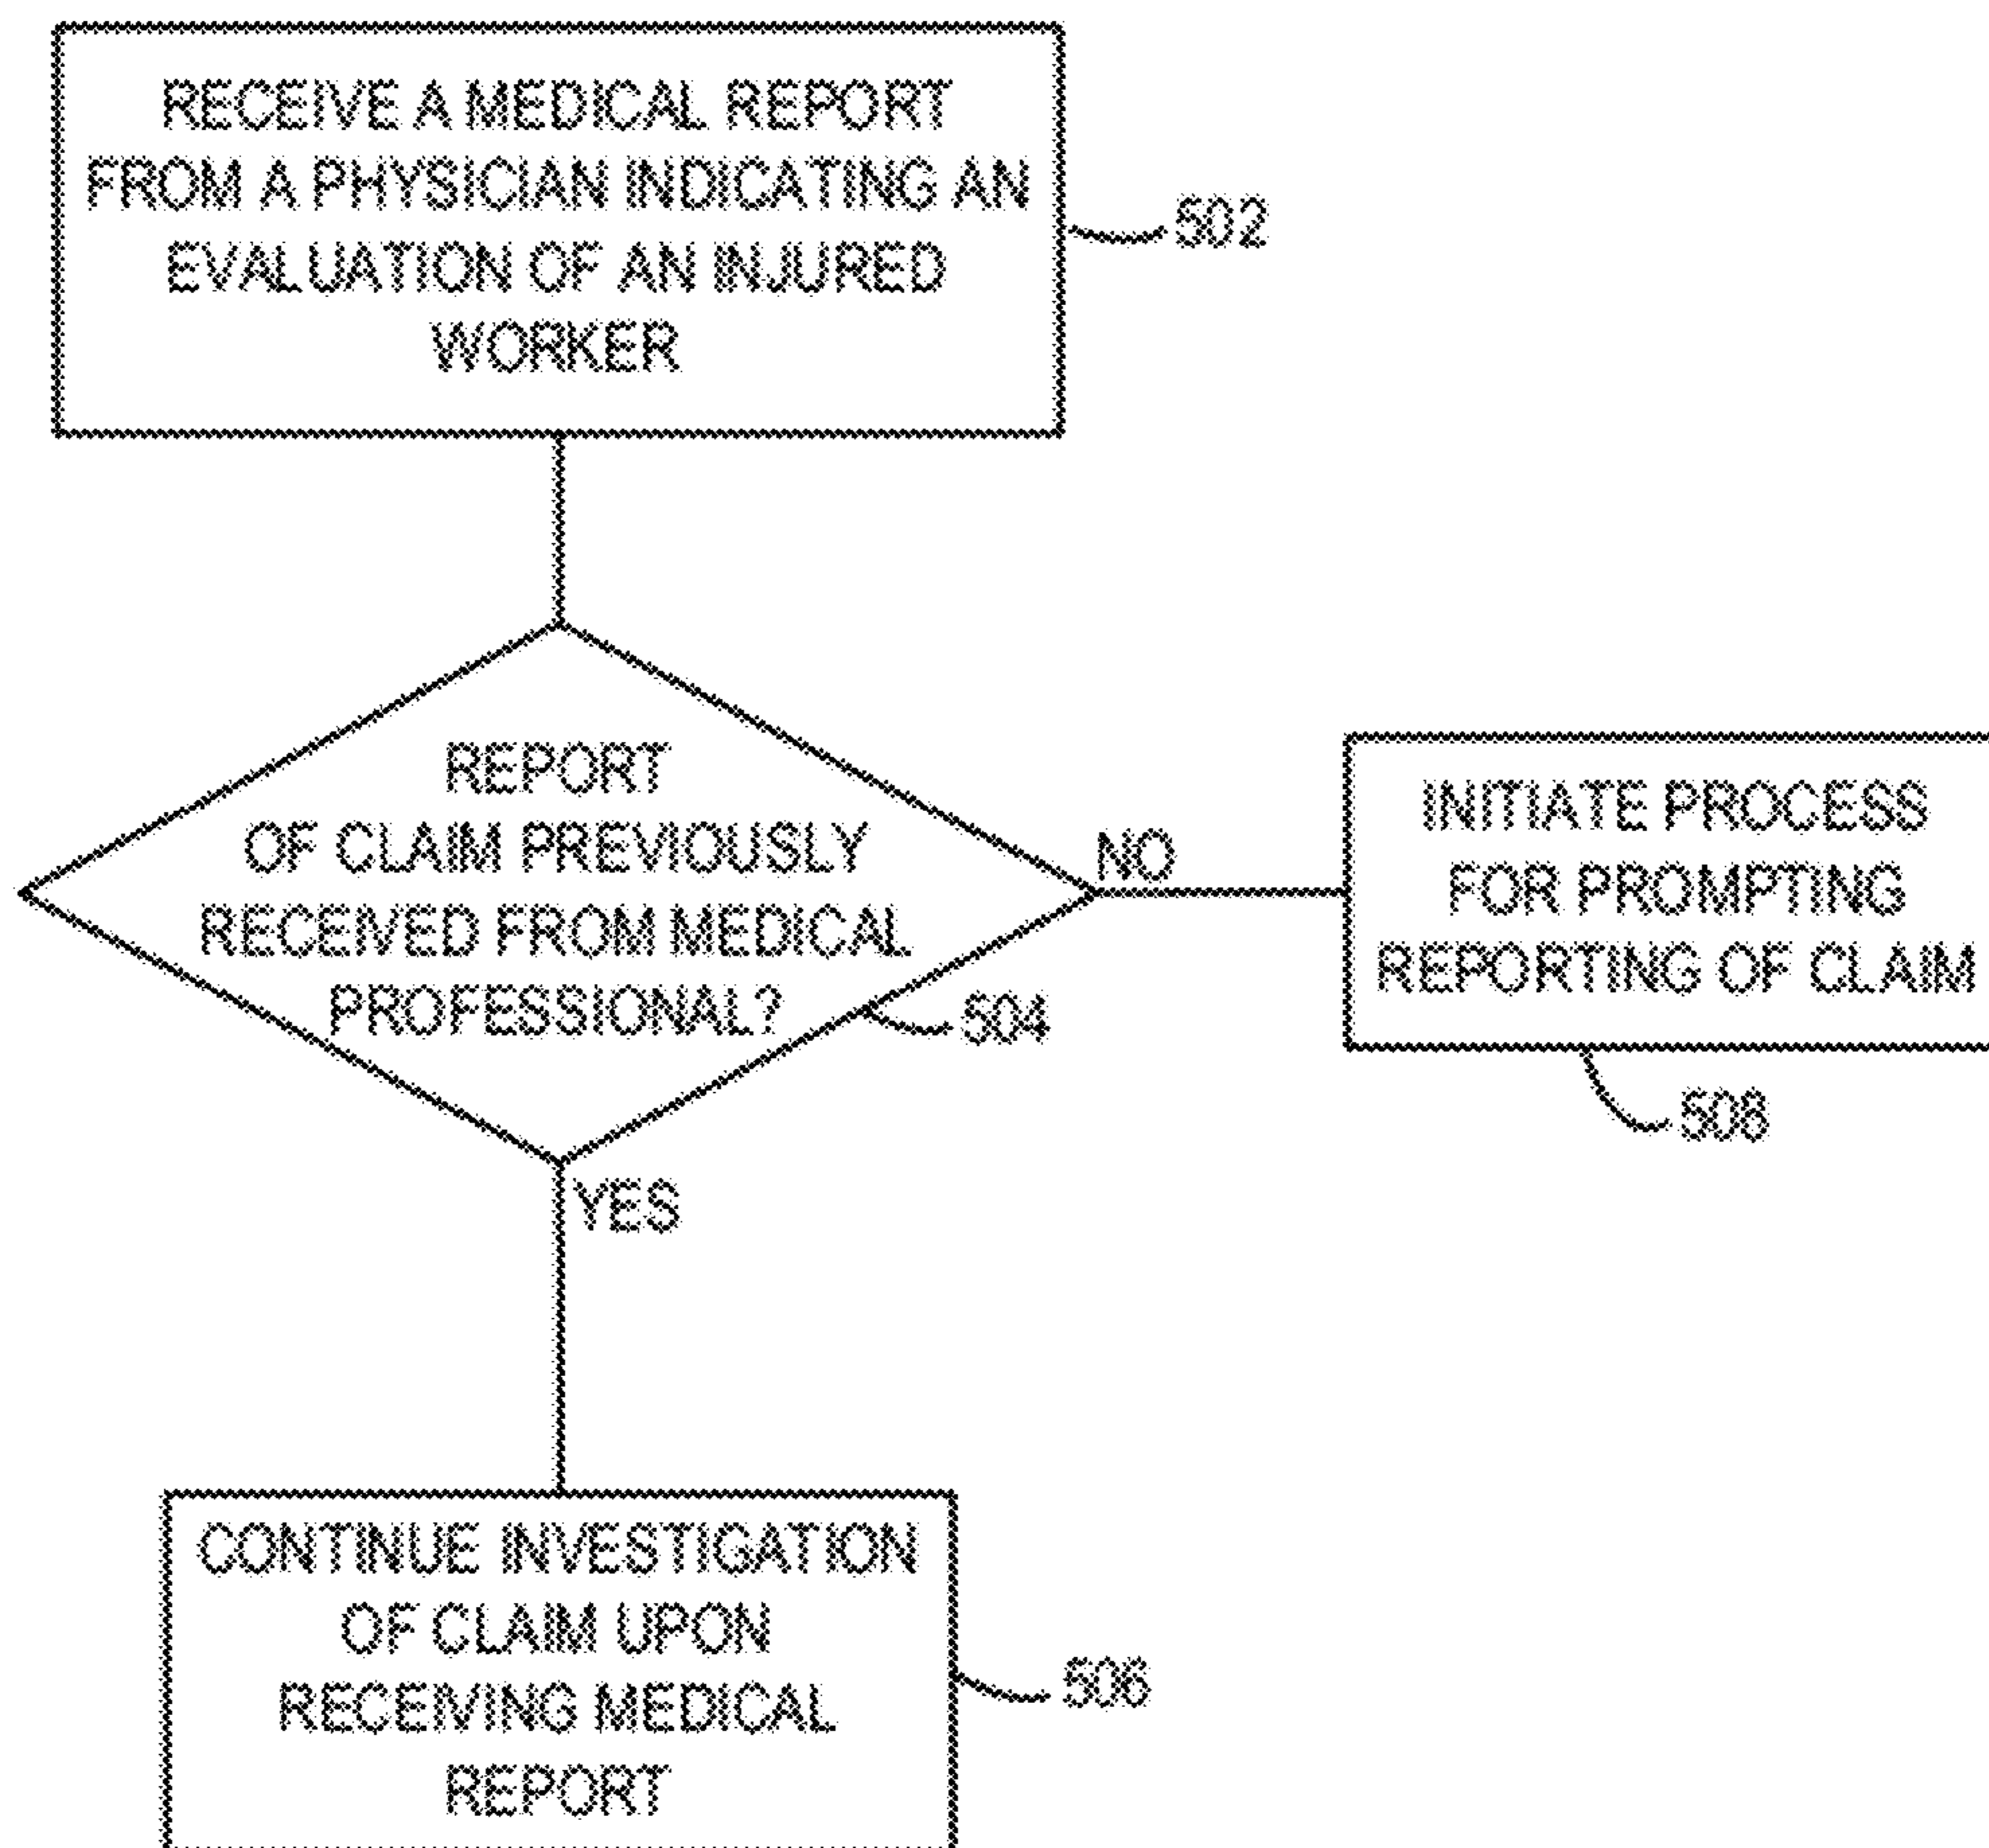 RECEIVE A MEDICAL REPORT
FROM A PHYSICIAN INDICATING AN
EVALUATION OF AN INJURED
WORKER
502
REPORT
OF CLAIM PREVIOUSLY
RECEIVED FROM MEDICAL
PROFESSIONAL?
504
NO
INITIATE PROCESS
FOR PROMPTING
REPORTING OF CLAIM
508
YES
CONTINUE INVESTIGATION
OF CLAIM UPON
RECEIVING MEDICAL
REPORT
506